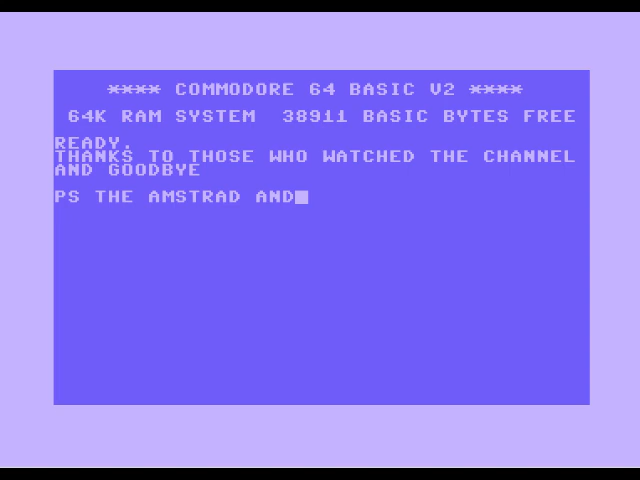 **** COMMODORE 64 BASIC V2 ****
64K RAM SYSTEM  38911 BASIC BYTES FREE
READY.
THANKS TO THOSE WHO WATCHED THE CHANNEL
AND GOODBYE
PS THE AMSTRAD AND